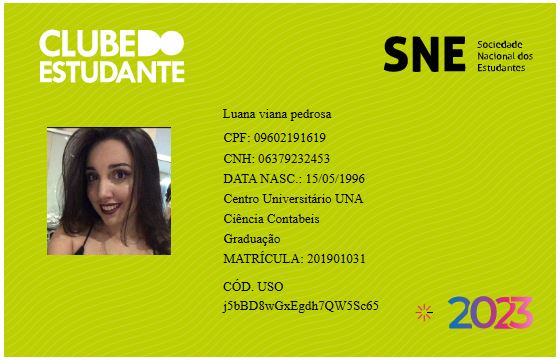 CLUBE DO
ESTUDANTE
SNE
Sociedade
Nacional dos
Estudantes
Luana viana pedrosa
CPF: 09602191619
CNH: 06379232453
DATA NASC.: 15/05/1996
Centro Universitário UNA
Ciência Contabeis
Graduação
MATRÍCULA: 201901031
CÓD. USO
j5bBD8wGxEgdh7QW5Sc65
2023